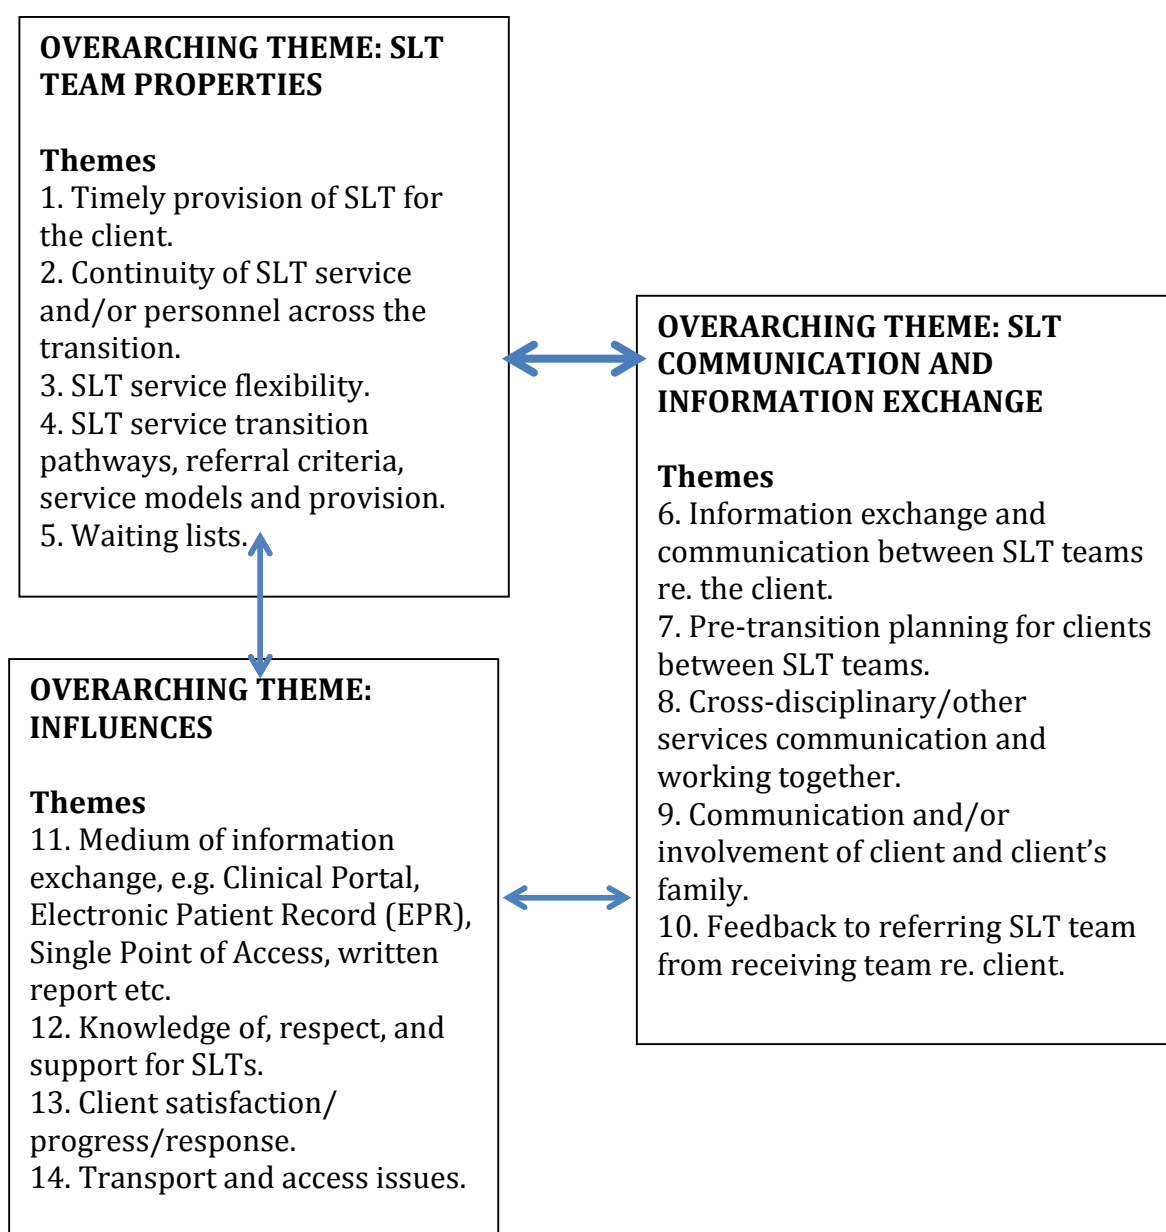 OVERARCHING THEME: SLT
TEAM PROPERTIES
Themes
1. Timely provision of SLT for
the client.
2. Continuity of SLT service
and/or personnel across the
transition.
3. SLT service flexibility.
4. SLT service transition
pathways, referral criteria,
service models and provision.
5. Waiting lists.
OVERARCHING THEME: SLT
COMMUNICATION AND
INFORMATION EXCHANGE
Themes
6. Information exchange and
communication between SLT teams
re. the client.
7. Pre-transition planning for clients
between SLT teams.
8. Cross-disciplinary/other
services communication and
working together.
9. Communication and/or
involvement of client and client’s
family.
10. Feedback to referring SLT team
from receiving team re. client.
OVERARCHING THEME:
INFLUENCES
Themes
11. Medium of information
exchange, e.g. Clinical Portal,
Electronic Patient Record (EPR),
Single Point of Access, written
report etc.
12. Knowledge of, respect, and
support for SLTs.
13. Client satisfaction/
progress/response.
14. Transport and access issues.